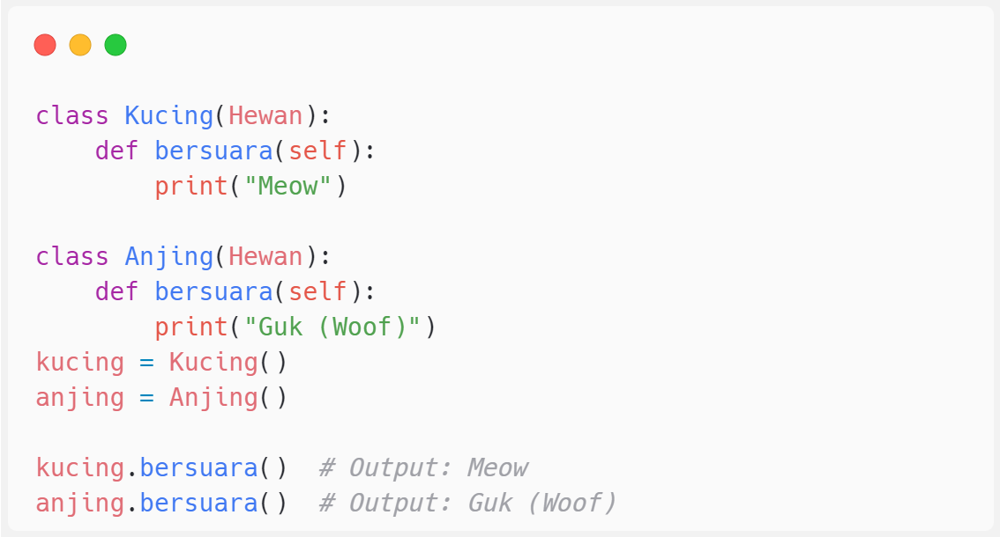 class Kucing(Hewan):
    def bersuara(self):
        print("Meow")

class Anjing(Hewan):
    def bersuara(self):
        print("Guk (Woof)")
kucing = Kucing()
anjing = Anjing()

kucing.bersuara()  # Output: Meow
anjing.bersuara()  # Output: Guk (Woof)